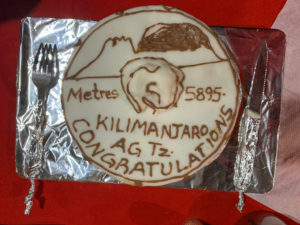 Metres 5895.
KILIMANJARO
AG Tz.
CONGRATULATIONS